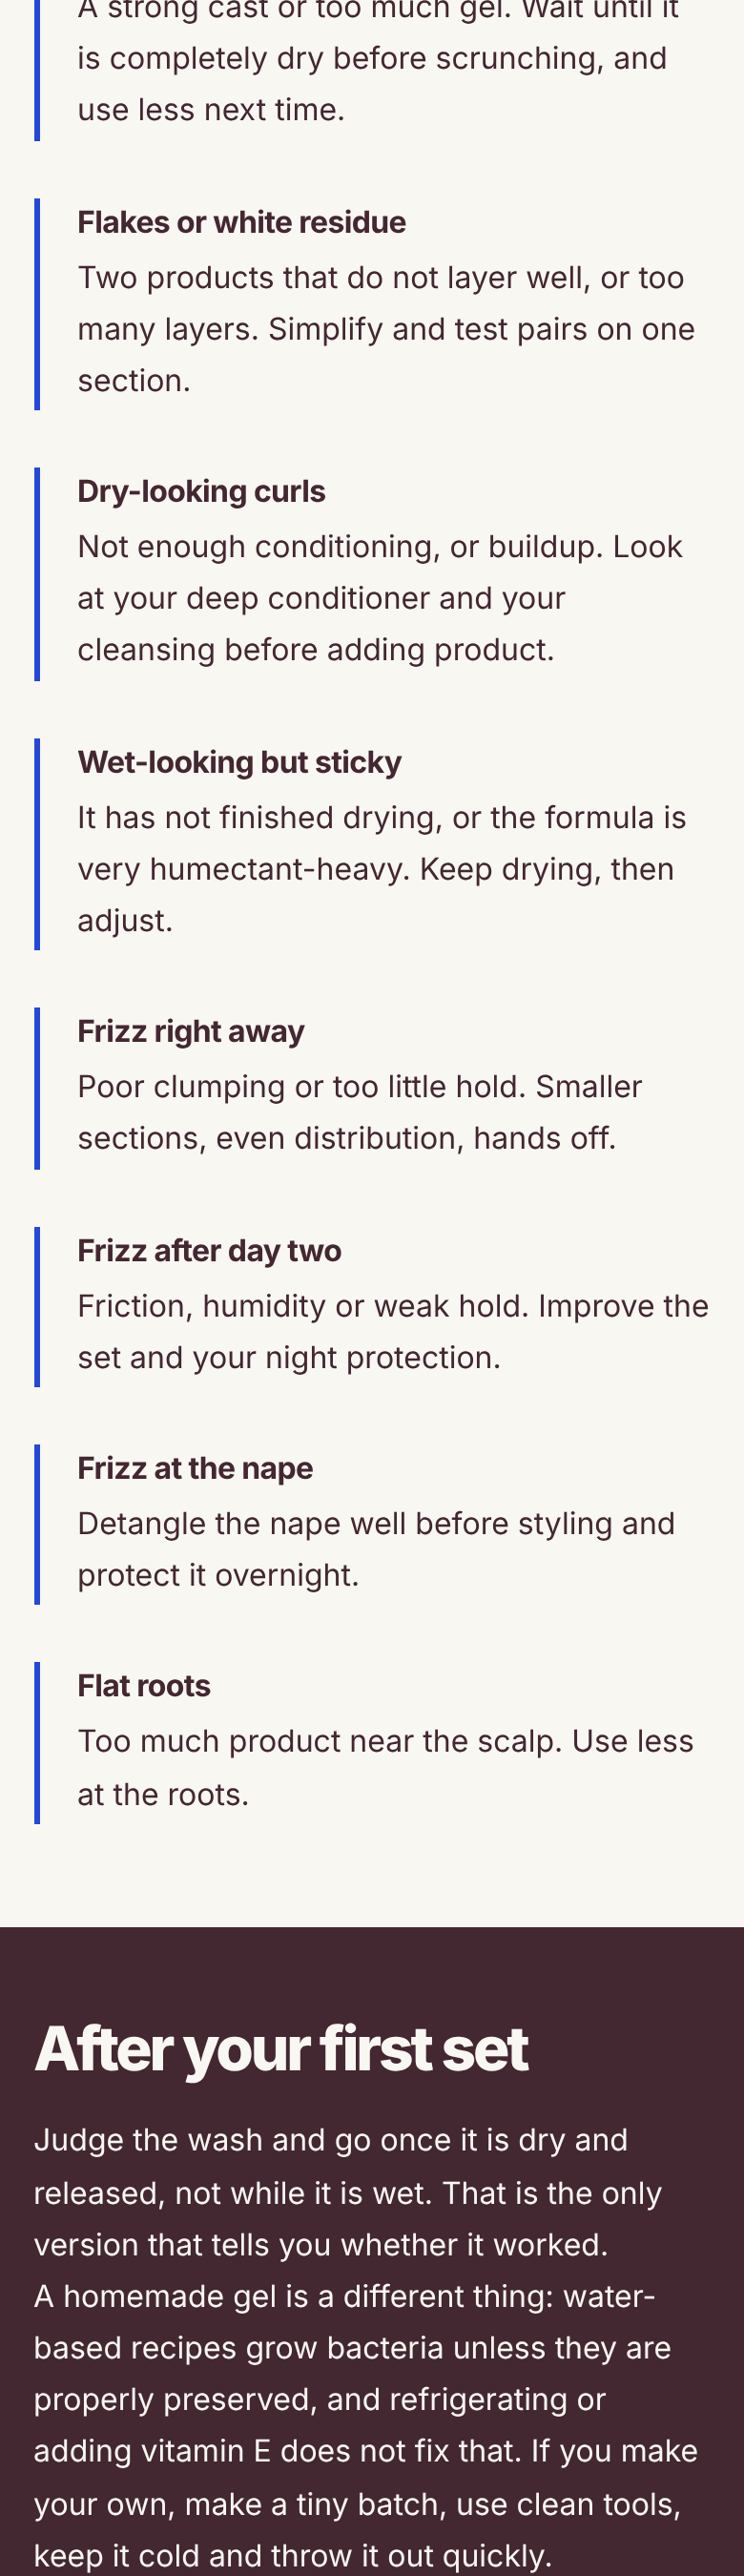 A strong cast or too much gel. Wait until it
is completely dry before scrunching, and
use less next time.
Flakes or white residue
Two products that do not layer well, or too
many layers. Simplify and test pairs on one
section.
Dry-looking curls
Not enough conditioning, or buildup. Look
at your deep conditioner and your
cleansing before adding product.
Wet-looking but sticky
It has not finished drying, or the formula is
very humectant-heavy. Keep drying, then
adjust.
Frizz right away
Poor clumping or too little hold. Smaller
sections, even distribution, hands off.
Frizz after day two
Friction, humidity or weak hold. Improve the
set and your night protection.
Frizz at the nape
Detangle the nape well before styling and
protect it overnight.
Flat roots
Too much product near the scalp. Use less
at the roots.
After your first set
Judge the wash and go once it is dry and
released, not while it is wet. That is the only
version that tells you whether it worked.
A homemade gel is a different thing: water-
based recipes grow bacteria unless they are
properly preserved, and refrigerating or
adding vitamin E does not fix that. If you make
your own, make a tiny batch, use clean tools,
keep it cold and throw it out quickly.